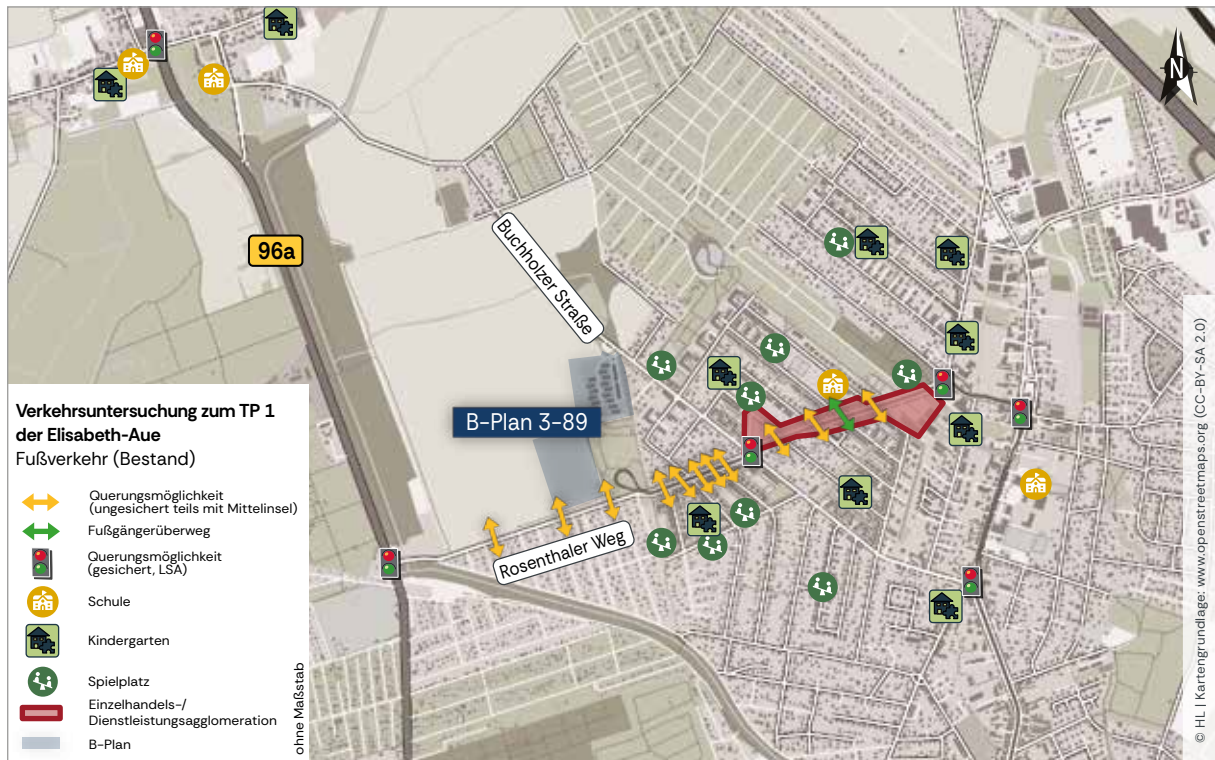 N
96a
Buchholzer Straße
B-Plan 3-89
Rosenthaler Weg
Verkehrsuntersuchung zum TP 1
der Elisabeth-Aue
Fußverkehr (Bestand)
Querungsmöglichkeit
(ungesichert teils mit Mittelinsel)
Fußgängerüberweg
Querungsmöglichkeit
(gesichert, LSA)
Schule
Kindergarten
Spielplatz
Einzelhandels-/
Dienstleistungsagglomeration
B-Plan
ohne Maßstab
© HL | Kartengrundlage: www.openstreetmaps.org (CC-BY-SA 2.0)